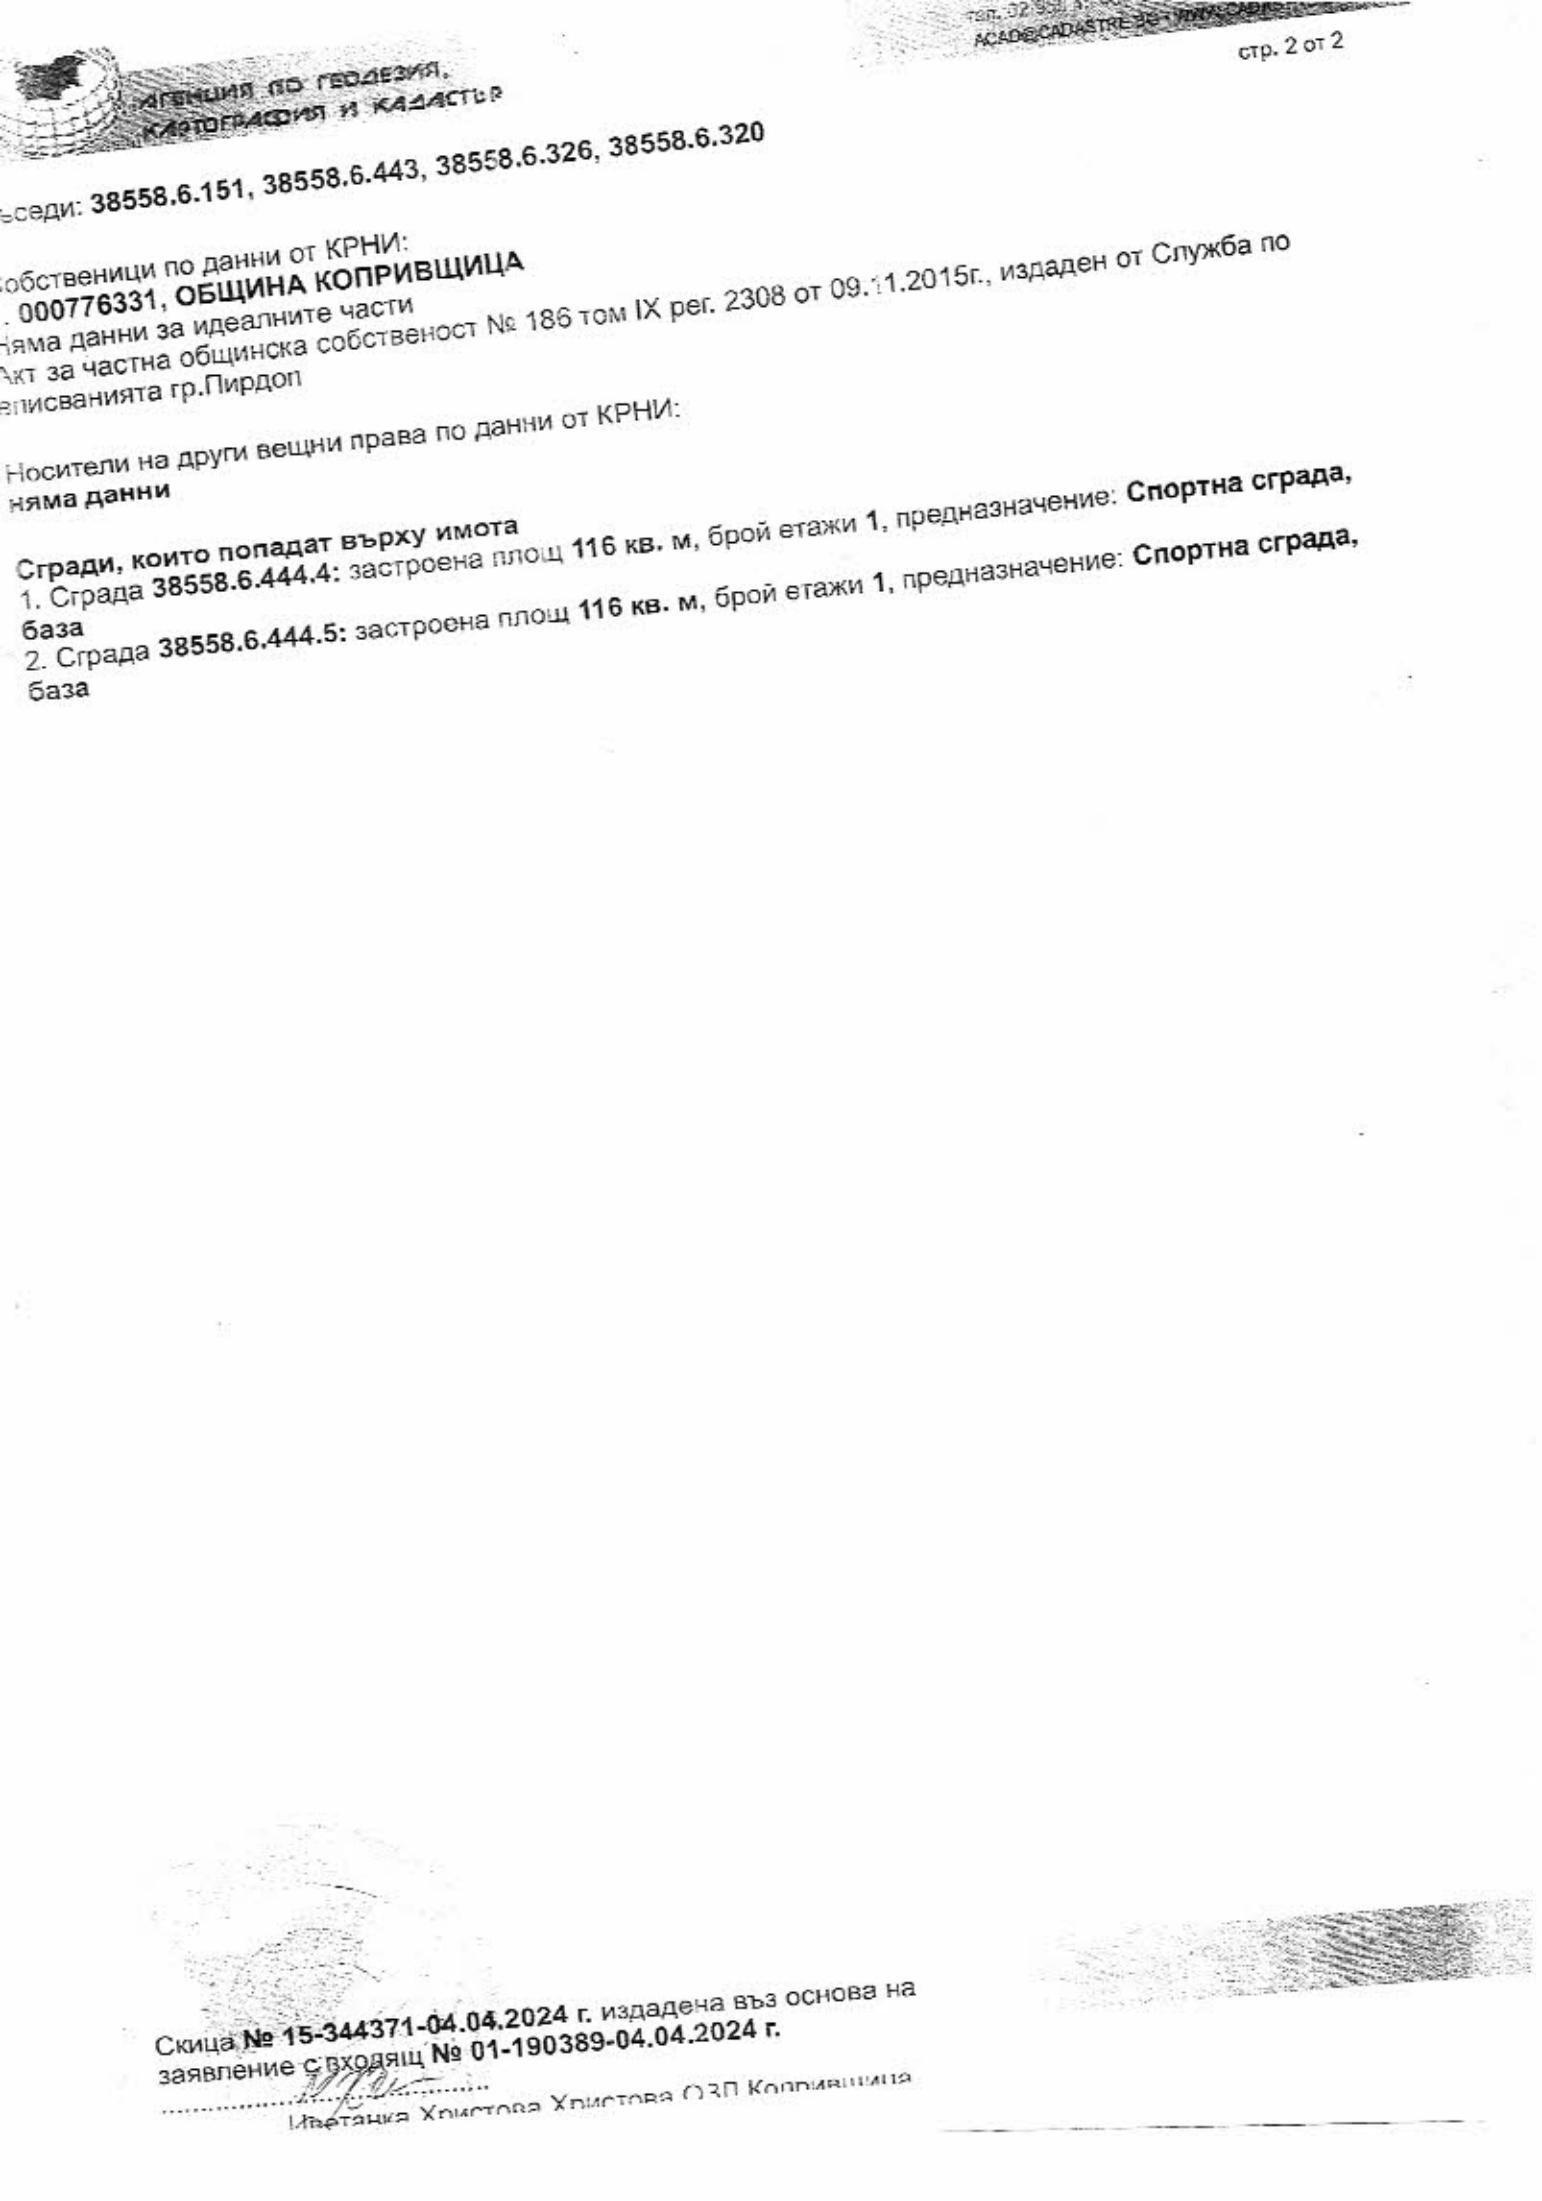 ACAD@CADASTRE.BG
стр. 2 от 2
АГЕНЦИЯ ПО ГЕОДЕЗИЯ,
КАРТОГРАФИЯ И КАДАСТЪР
ъседи: 38558.6.151, 38558.6.443, 38558.6.326, 38558.6.320
Собственици по данни от КРНИ:
. 000776331, ОБЩИНА КОПРИВЩИЦА
Няма данни за идеалните части
Акт за частна общинска собственост № 186 том IX рег. 2308 от 09.11.2015г., издаден от Служба по
вписванията гр.Пирдоп
Носители на други вещни права по данни от КРНИ:
няма данни
Сгради, които попадат върху имота
1. Сграда 38558.6.444.4: застроена площ 116 кв. м, брой етажи 1, предназначение: Спортна сграда,
база
2. Сграда 38558.6.444.5: застроена площ 116 кв. м, брой етажи 1, предназначение: Спортна сграда,
база
Скица № 15-344371-04.04.2024 г. издадена въз основа на
заявление с входящ № 01-190389-04.04.2024 г.
Цветанка Христова Христова ОЗП Копривщица